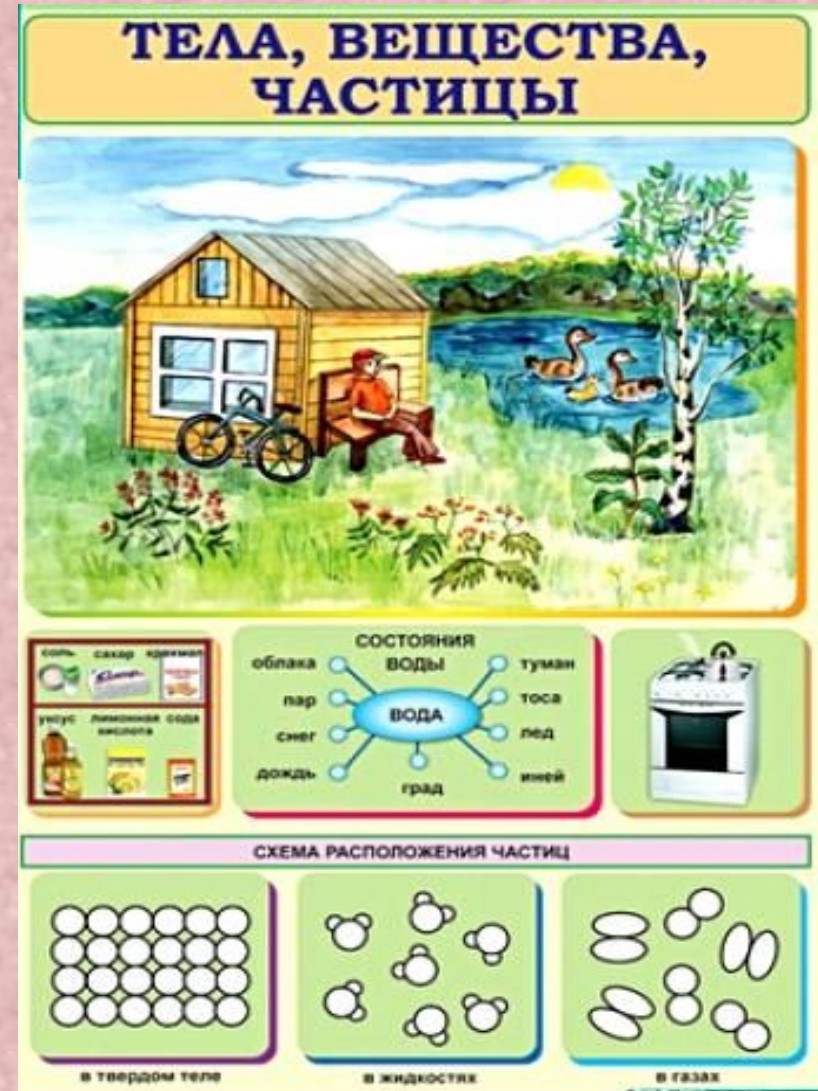 ТЕЛА, ВЕЩЕСТВА,
ЧАСТИЦЫ
соль сахар крахмал
уксус лимонная сода
кислота
СОСТОЯНИЯ
ВОДЫ
облака
туман
пар
роса
ВОДА
снег
лед
дождь
иней
град
СХЕМА РАСПОЛОЖЕНИЯ ЧАСТИЦ
в твердом теле
в жидкостях
в газах